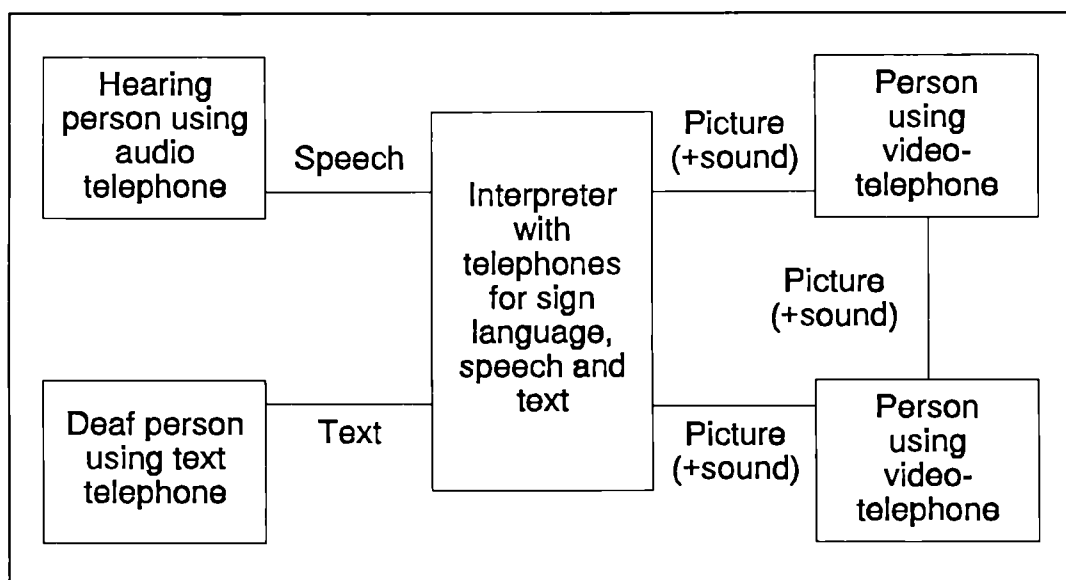 Hearing
person using
audio
telephone
Speech
Interpreter
with
telephones
for sign
language,
speech and
text
Picture
(+sound)
Person
using
video-
telephone
Picture
(+sound)
Deaf person
using text
telephone
Text
Picture
(+sound)
Person
using
video-
telephone